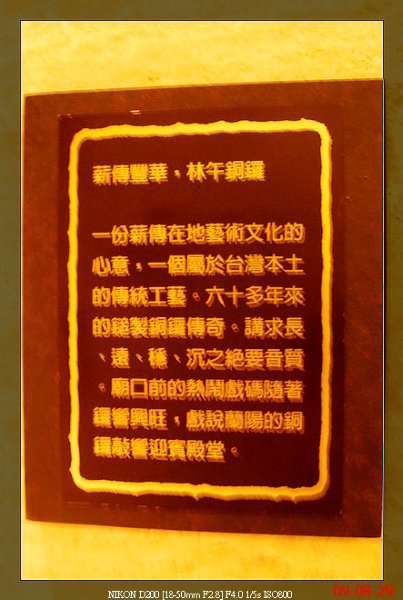 薪傳豐華，林午銅鑼
一份薪傳在地藝術文化的
心意，一個屬於台灣本土
的傳統工藝。六十多年來
的鎚製銅鑼傳奇。講求長
、遠、穩、沉之絕要音質
。廟口前的熱鬧戲碼隨著
鑼響興旺，戲說蘭陽的銅
鑼敲響迎賓殿堂。
NIKON D200 [18-50mm F2.8] F4.0 1/5s ISO800
09-08-29